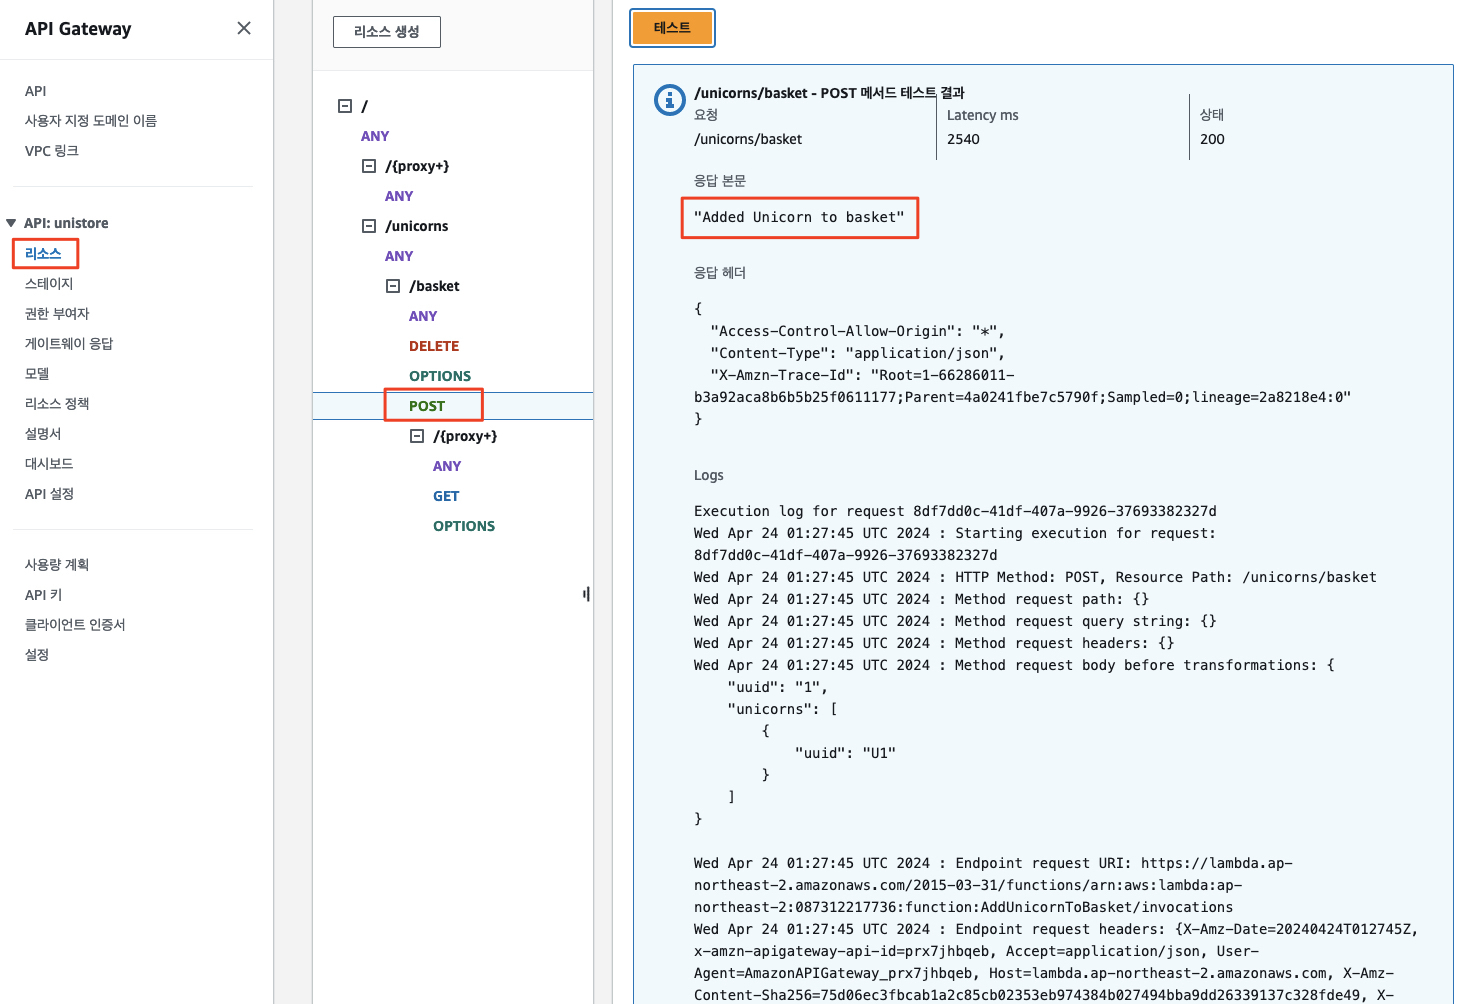 API Gateway
API
사용자 지정 도메인 이름
VPC 링크
API: unistore
리소스
스테이지
권한 부여자
게이트웨이 응답
모델
리소스 정책
설명서
대시보드
API 설정
사용량 계획
API 키
클라이언트 인증서
설정
리소스 생성
/
ANY
/{proxy+}
ANY
/unicorns
ANY
/basket
ANY
DELETE
OPTIONS
POST
/{proxy+}
ANY
GET
OPTIONS
테스트
/unicorns/basket - POST 메서드 테스트 결과
요청
/unicorns/basket
Latency ms
2540
상태
200
응답 본문
"Added Unicorn to basket"
응답 헤더
{
"Access-Control-Allow-Origin": "*",
"Content-Type": "application/json",
"X-Amzn-Trace-Id": "Root=1-66286011-
b3a92aca8b6b5b25f0611177;Parent=4a0241fbe7c5790f;Sampled=0;lineage=2a8218e4:0"
}
Logs
Execution log for request 8df7dd0c-41df-407a-9926-37693382327d
Wed Apr 24 01:27:45 UTC 2024 : Starting execution for request:
8df7dd0c-41df-407a-9926-37693382327d
Wed Apr 24 01:27:45 UTC 2024 : HTTP Method: POST, Resource Path: /unicorns/basket
Wed Apr 24 01:27:45 UTC 2024 : Method request path: {}
Wed Apr 24 01:27:45 UTC 2024 : Method request query string: {}
Wed Apr 24 01:27:45 UTC 2024 : Method request headers: {}
Wed Apr 24 01:27:45 UTC 2024 : Method request body before transformations: {
"uuid": "1",
"unicorns": [
{
"uuid": "U1"
}
]
}
Wed Apr 24 01:27:45 UTC 2024 : Endpoint request URI: https://lambda.ap-
northeast-2.amazonaws.com/2015-03-31/functions/arn:aws:lambda:ap-
northeast-2:087312217736:function:AddUnicornToBasket/invocations
Wed Apr 24 01:27:45 UTC 2024 : Endpoint request headers: {X-Amz-Date=20240424T012745Z,
x-amzn-apigateway-api-id=prx7jhbqeb, Accept=application/json, User-
Agent=AmazonAPIGateway_prx7jhbqeb, Host=lambda.ap-northeast-2.amazonaws.com, X-Amz-
Content-Sha256=75d06ec3fbcab1a2c85cb02353eb974384b027494bba9dd26339137c328fde49, X-